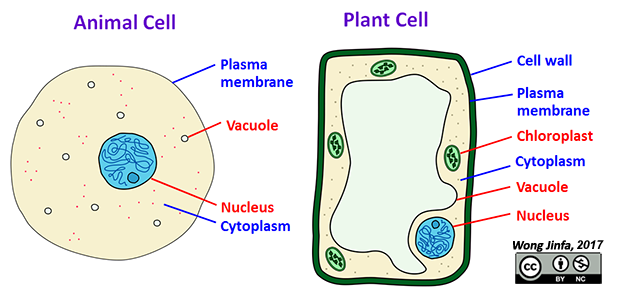 Animal Cell
Plasma
membrane
Vacuole
Nucleus
Cytoplasm
Plant Cell
Cell wall
Plasma
membrane
Chloroplast
Cytoplasm
Vacuole
Nucleus
Wong Jinfa, 2017
CC
BY NC